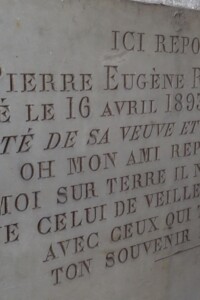 ICI REPO
PIERRE EUGÈNE
É LE 16 AVRIL 1893
TÉ DE SA VEUVE ET
OH MON AMI REP
MOI SUR TERRE IL N
E CELUI DE VEILLE
AVEC CEUX QUI T
TON SOUVENIR